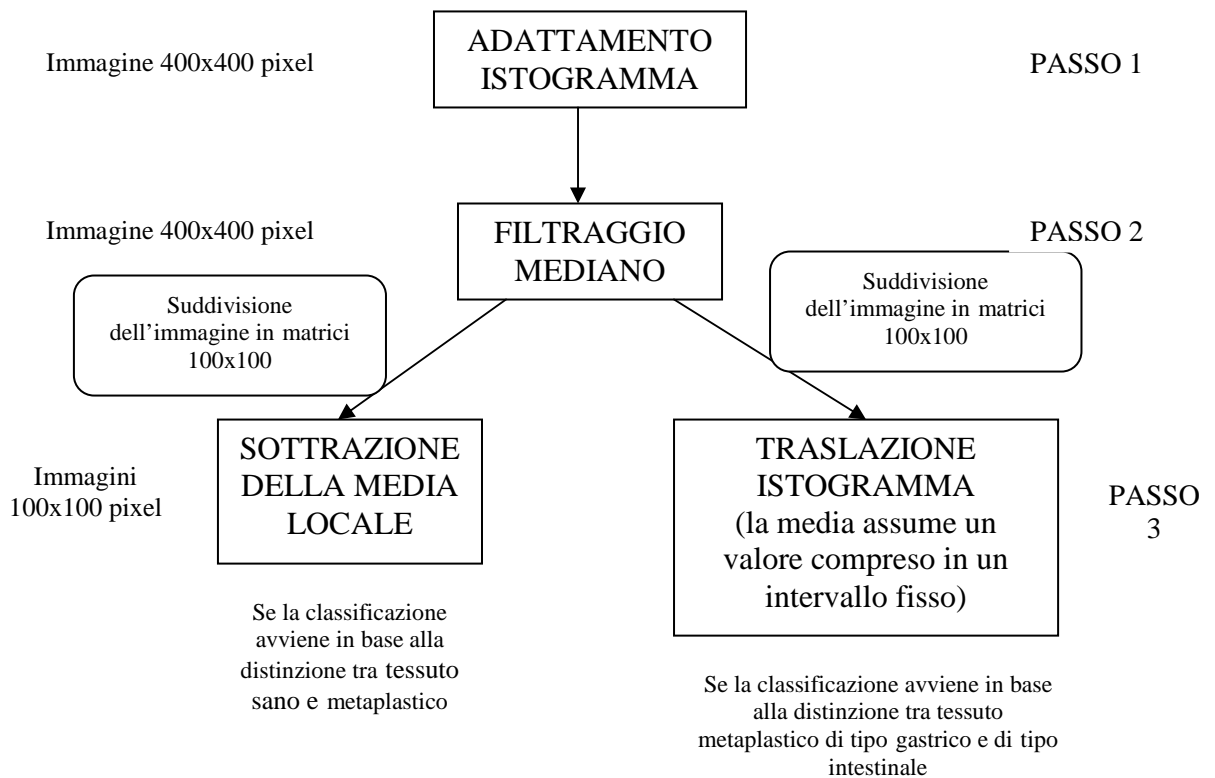 Immagine 400x400 pixel
ADATTAMENTO
ISTOGRAMMA
PASSO 1
Immagine 400x400 pixel
FILTRAGGIO
MEDIANO
PASSO 2
Suddivisione
dell’immagine in matrici
100x100
Suddivisione
dell’immagine in matrici
100x100
Immagini
100x100 pixel
SOTTRAZIONE
DELLA MEDIA
LOCALE
TRASLAZIONE
ISTOGRAMMA
(la media assume un
valore compreso in un
intervallo fisso)
PASSO
3
Se la classificazione
avviene in base alla
distinzione tra tessuto
sano e metaplastico
Se la classificazione avviene in base
alla distinzione tra tessuto
metaplastico di tipo gastrico e di tipo
intestinale